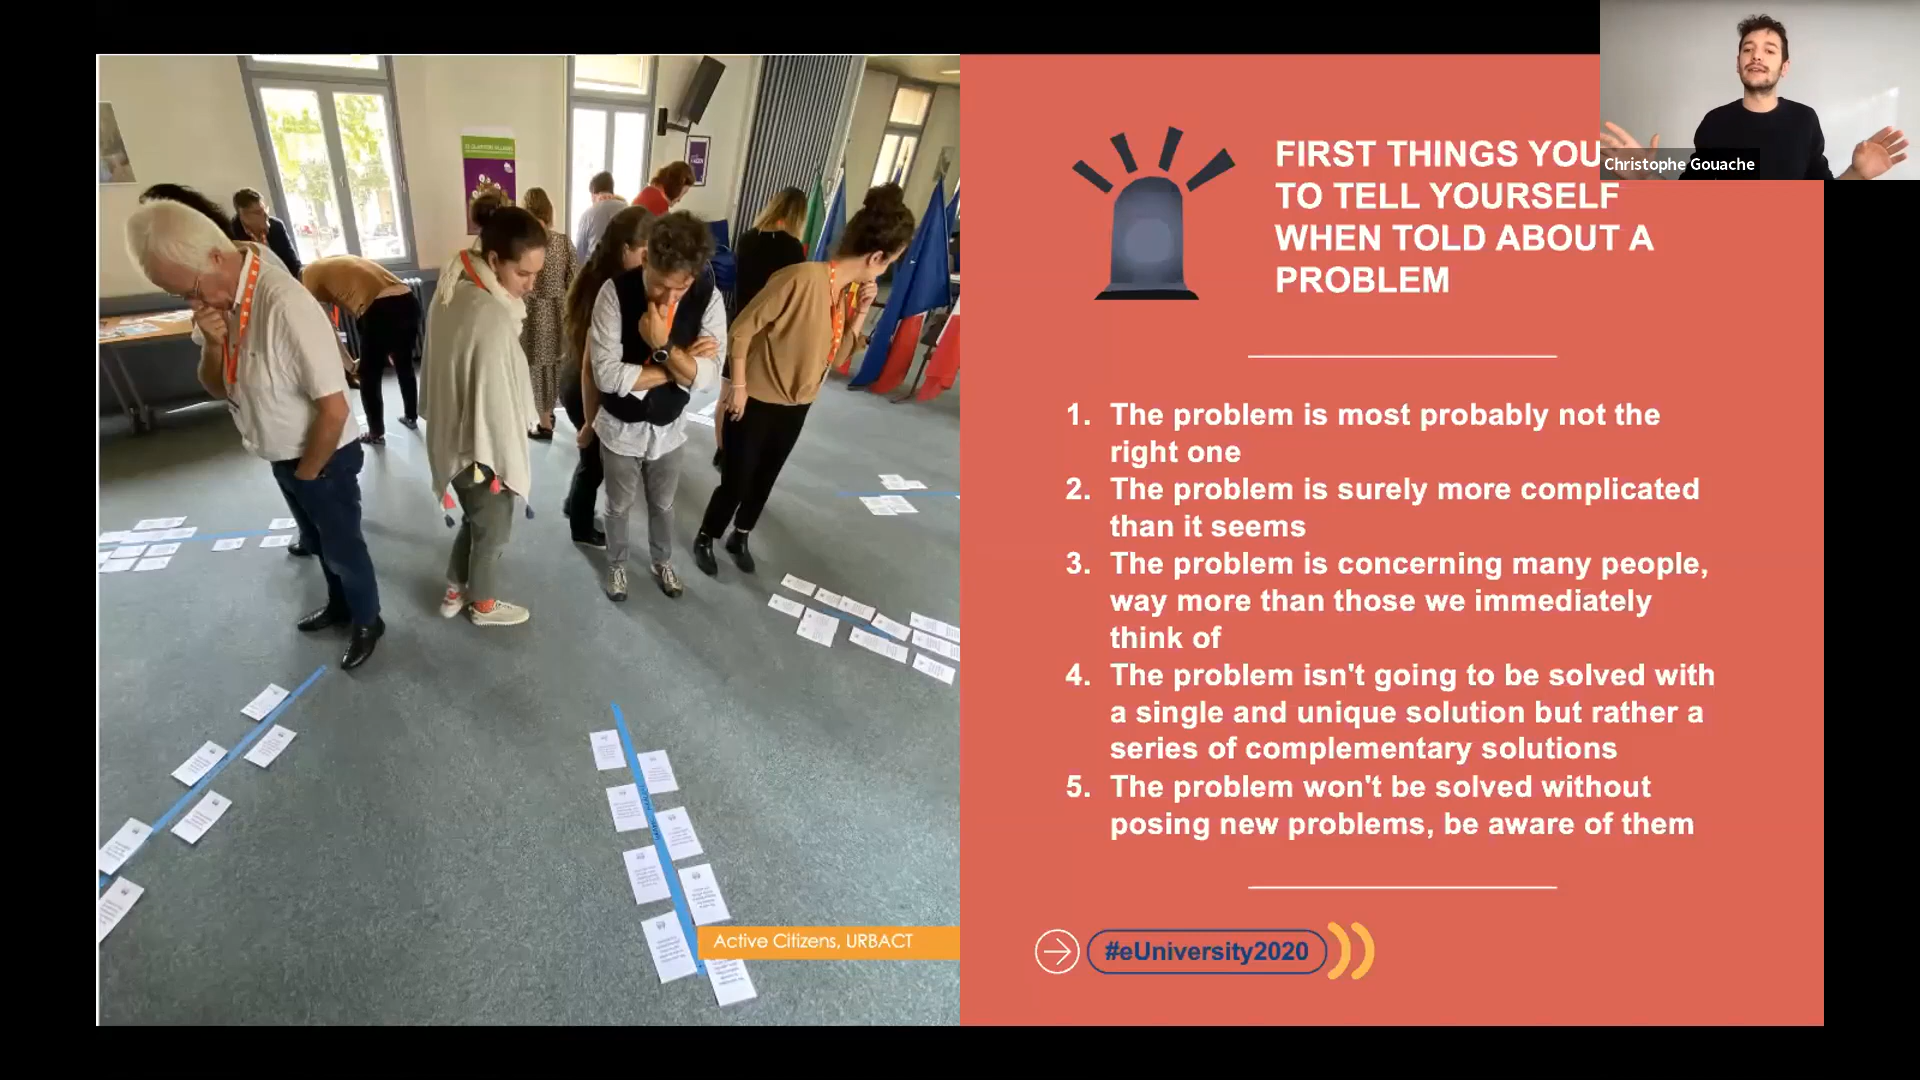 FIRST THINGS YOU
TO TELL YOURSELF
WHEN TOLD ABOUT A
PROBLEM
Christophe Gouache
1. The problem is most probably not the
right one
2. The problem is surely more complicated
than it seems
3. The problem is concerning many people,
way more than those we immediately
think of
4. The problem isn't going to be solved with
a single and unique solution but rather a
series of complementary solutions
5. The problem won't be solved without
posing new problems, be aware of them
Active Citizens, URBACT
#eUniversity2020